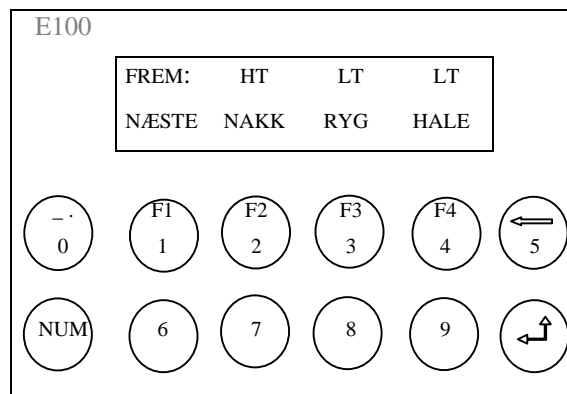 E100
FREM: HT LT LT
NÆSTE NAKK RYG HALE
_ . F1 F2 F3 F4
0 1 2 3 4 5
NUM 6 7 8 9